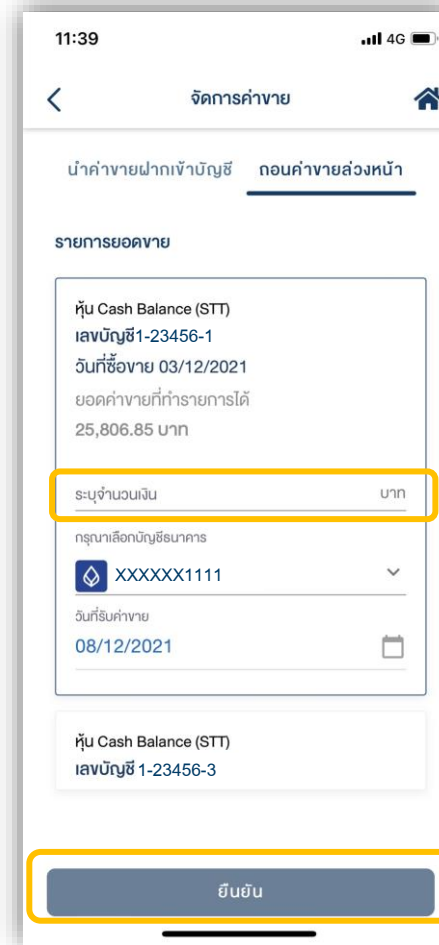 11:39
4G
จัดการค่าขาย
นำค่าขายฝากเข้าบัญชี ถอนค่าขายล่วงหน้า
รายการยอดขาย
หุ้น Cash Balance (STT)
เลขบัญชี1-23456-1
วันที่ซื้อขาย 03/12/2021
ยอดค่าขายที่ทำรายการได้
25,806.85 บาท
ระบุจำนวนเงิน บาท
กรุณาเลือกบัญชีธนาคาร
XXXXXX1111
วันที่รับค่าขาย
08/12/2021
หุ้น Cash Balance (STT)
เลขบัญชี 1-23456-3
ยืนยัน